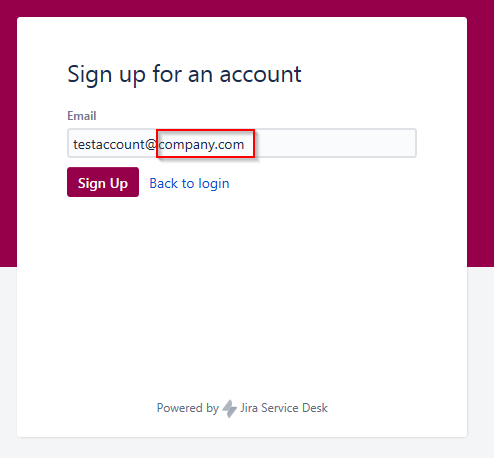 Sign up for an account
Email
testaccount@company.com
Sign Up Back to login
Powered by Jira Service Desk